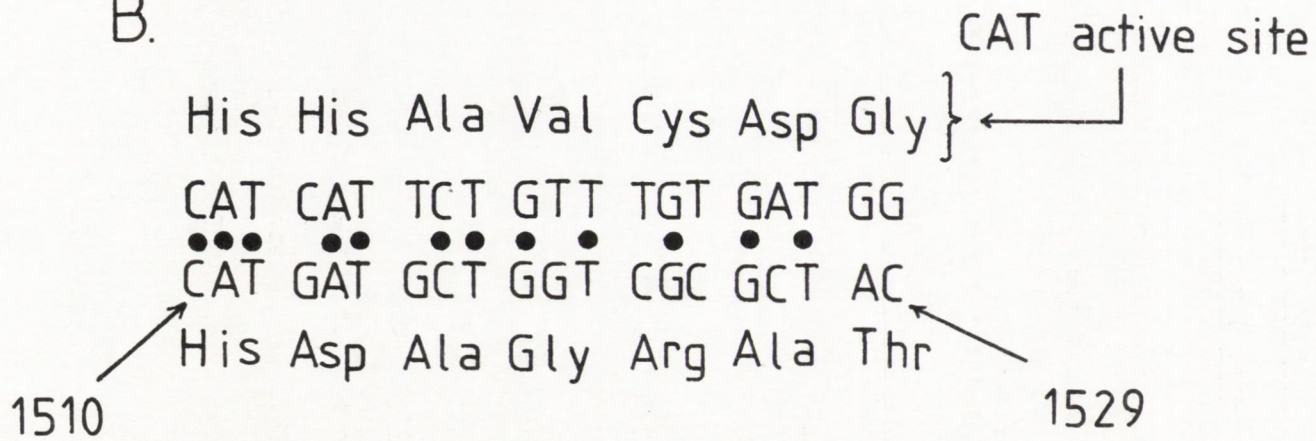 B.
CAT active site
His His Ala Val Cys Asp Gly
CAT CAT TCT GTT TGT GAT GG
CAT GAT GCT GGT CGC GCT AC
His Asp Ala Gly Arg Ala Thr
1510
1529